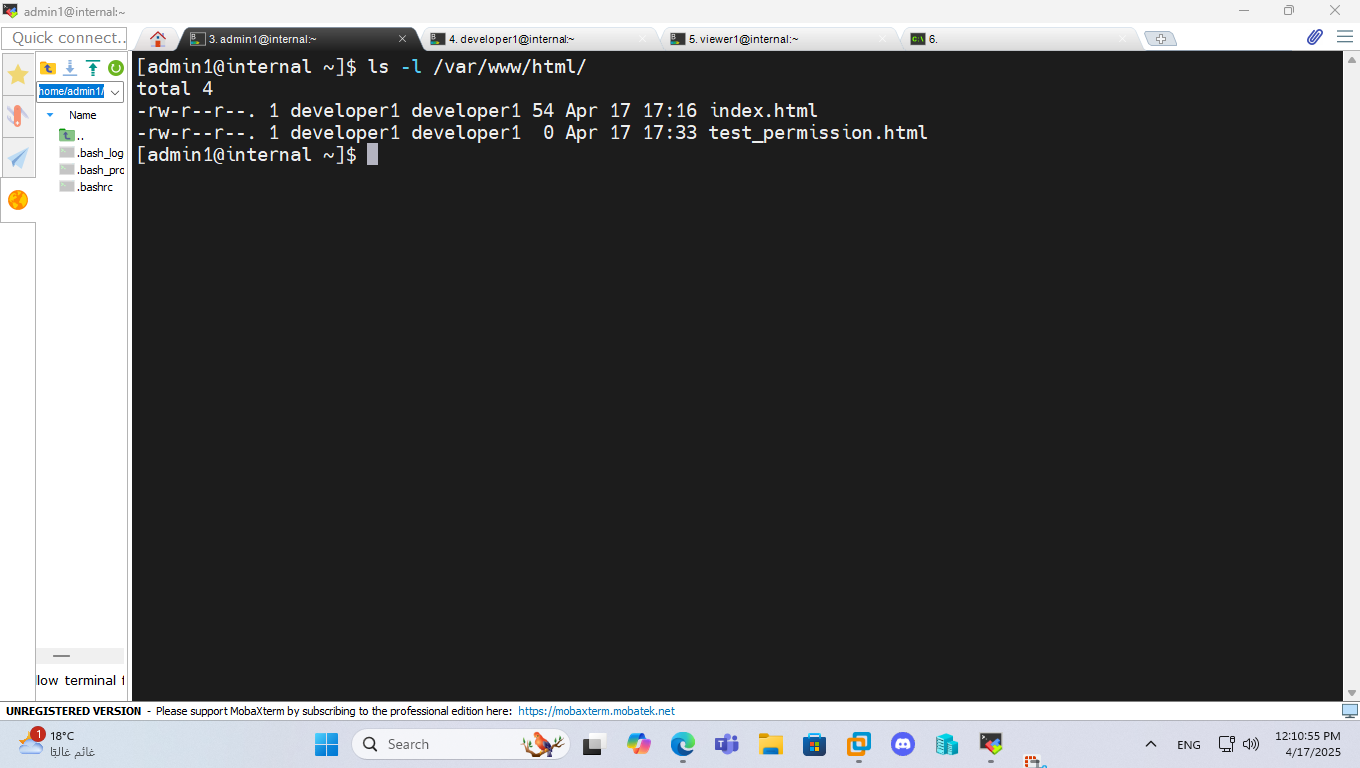 admin1@internal:~
Quick connect..
3. admin1@internal:~
4. developer1@internal:~
5. viewer1@internal:~
6.
home/admin1/
Name
..
.bash_log
.bash_pro
.bashrc
[admin1@internal ~]$ ls -l /var/www/html/
total 4
-rw-r--r--. 1 developer1 developer1 54 Apr 17 17:16 index.html
-rw-r--r--. 1 developer1 developer1  0 Apr 17 17:33 test_permission.html
[admin1@internal ~]$
low terminal f
UNREGISTERED VERSION - Please support MobaXterm by subscribing to the professional edition here: https://mobaxterm.mobatek.net
1
18°C
غائم غالبًا
Search
ENG
12:10:55 PM
4/17/2025